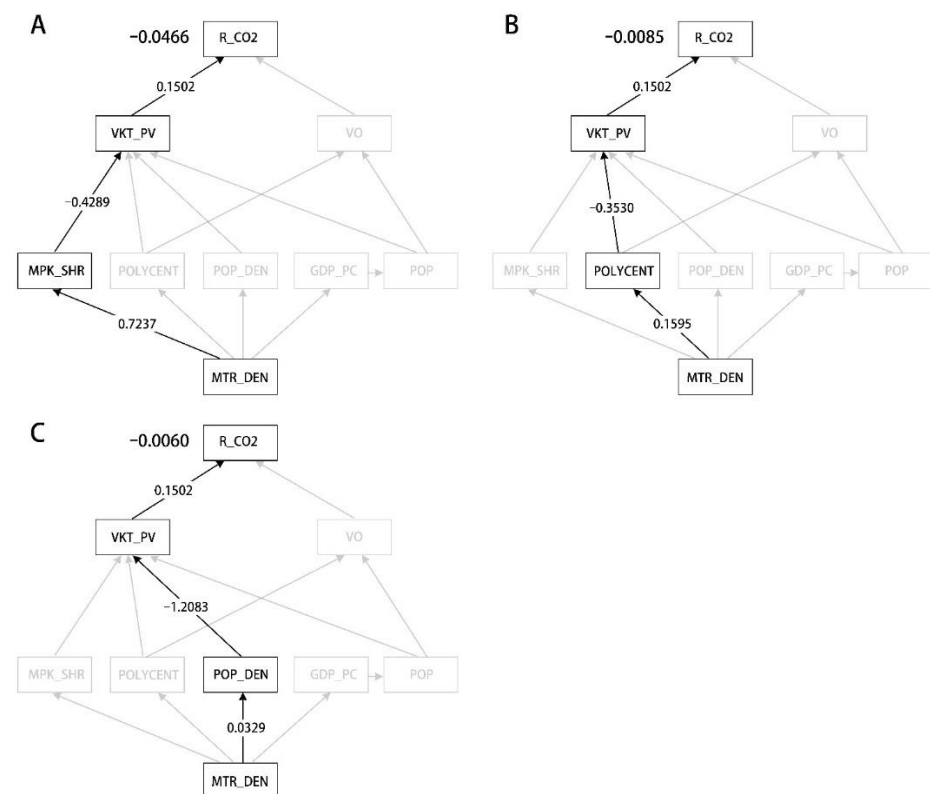 A
−0.0466
R_CO2
0.1502
VKT_PV
VO
−0.4289
MPK_SHR
POLYCENT
POP_DEN
GDP_PC
POP
0.7237
MTR_DEN
B
−0.0085
R_CO2
0.1502
VKT_PV
VO
−0.3530
MPK_SHR
POLYCENT
POP_DEN
GDP_PC
POP
0.1595
MTR_DEN
C
−0.0060
R_CO2
0.1502
VKT_PV
VO
−1.2083
MPK_SHR
POLYCENT
POP_DEN
GDP_PC
POP
0.0329
MTR_DEN